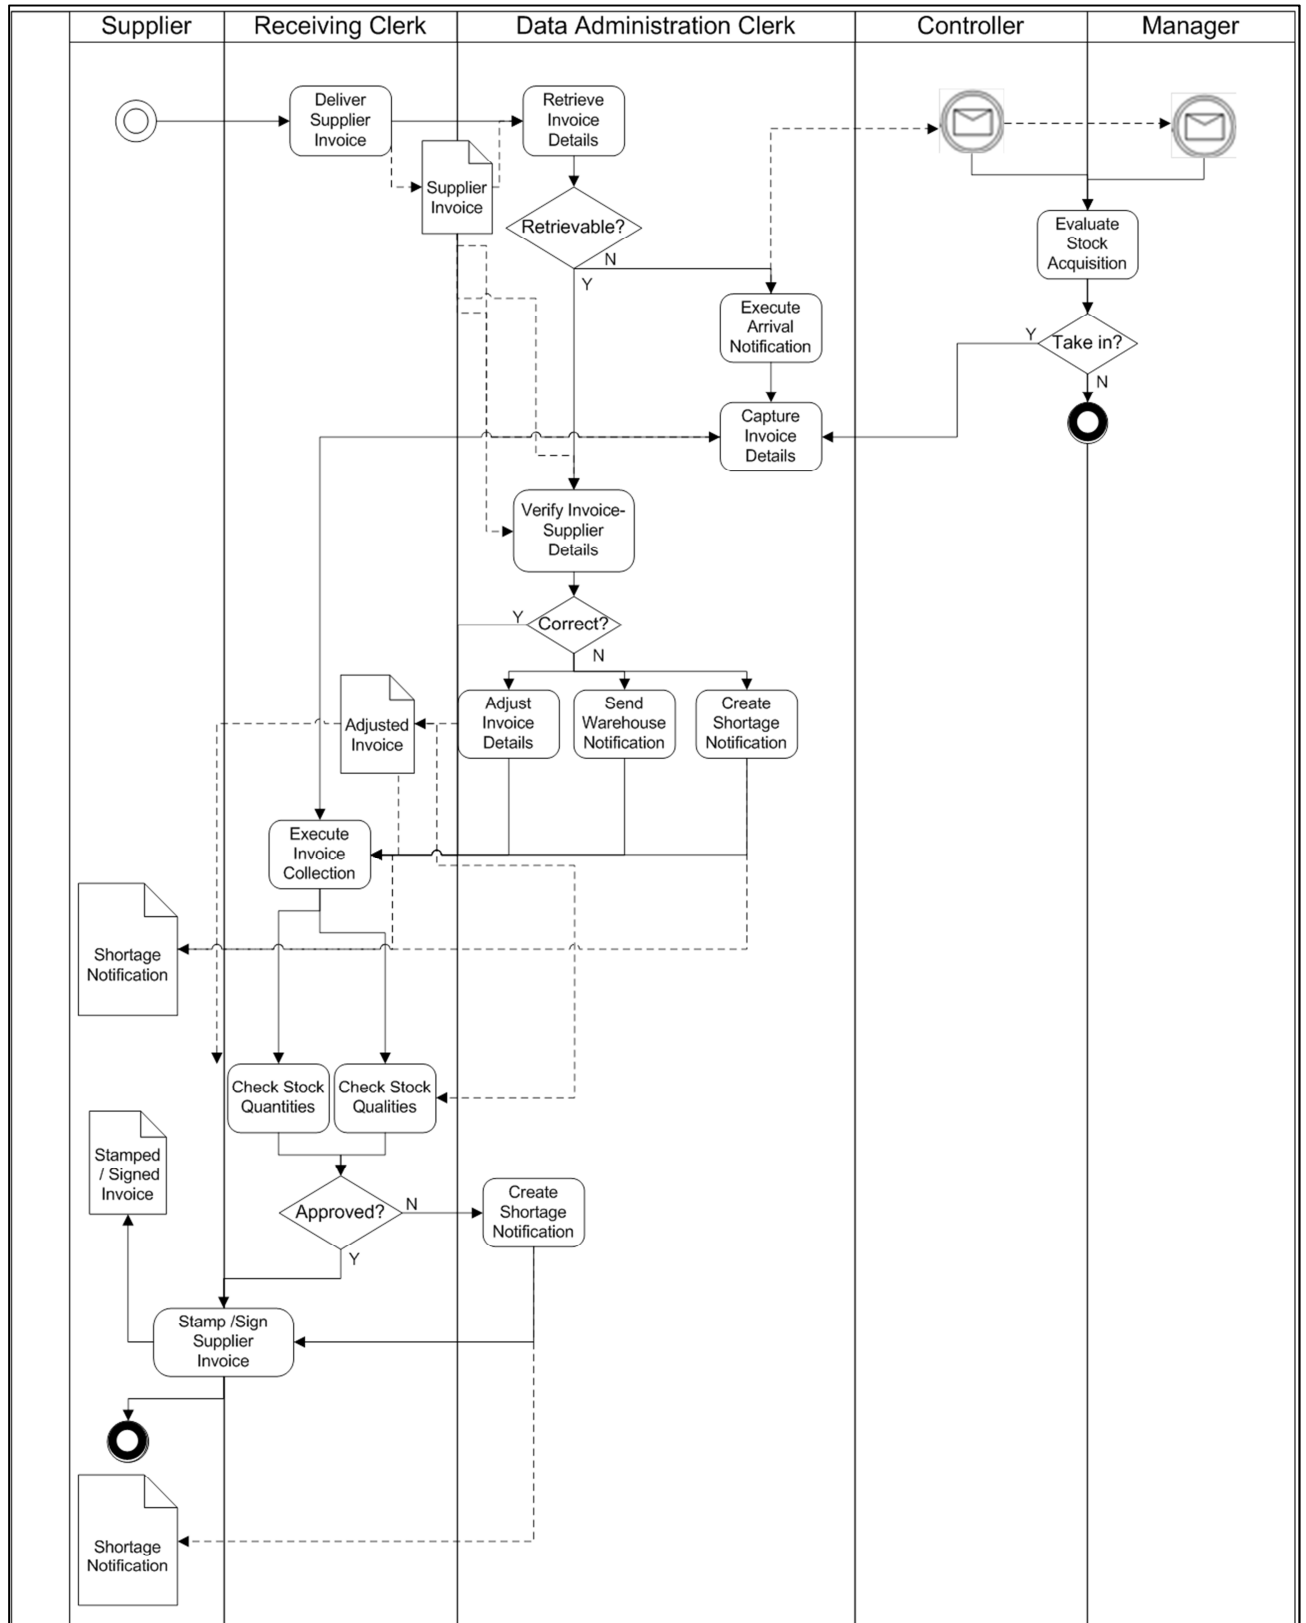 Supplier
Receiving Clerk
Data Administration Clerk
Controller
Manager
Deliver
Supplier
Invoice
Retrieve
Invoice
Details
Supplier
Invoice
Retrievable?
N
Y
Evaluate
Stock
Acquisition
Execute
Arrival
Notification
Y
Take in?
N
Capture
Invoice
Details
Verify Invoice-
Supplier
Details
Y
Correct?
N
Adjusted
Invoice
Adjust
Invoice
Details
Send
Warehouse
Notification
Create
Shortage
Notification
Execute
Invoice
Collection
Shortage
Notification
Check Stock
Quantities
Check Stock
Qualities
Stamped
/ Signed
Invoice
Approved?
N
Y
Create
Shortage
Notification
Stamp /Sign
Supplier
Invoice
Shortage
Notification